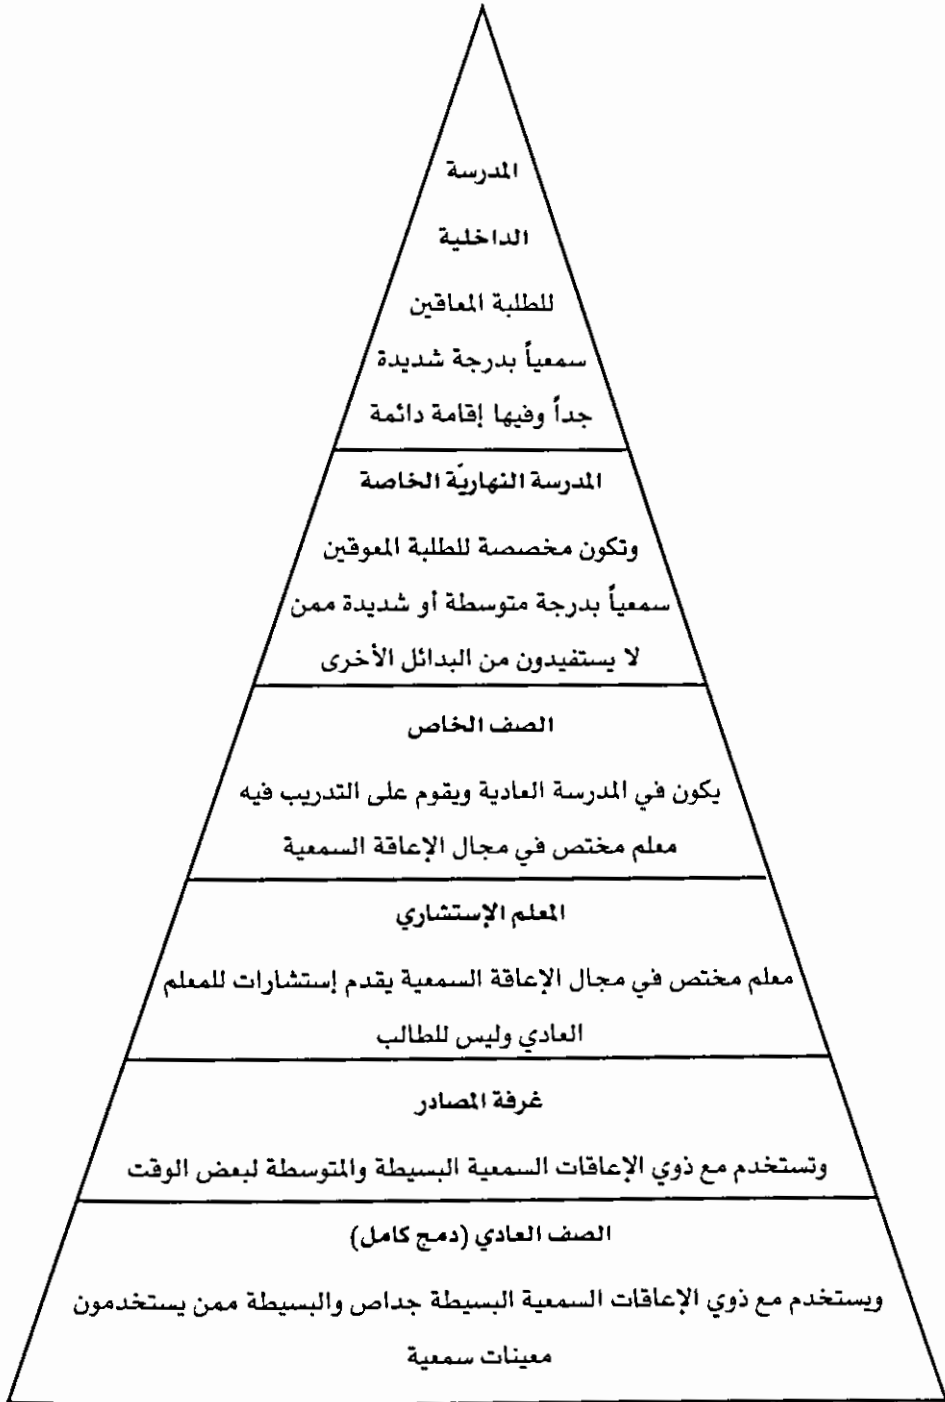 المدرسة
الداخلية
للطلبة المعاقين
سمعياً بدرجة شديدة
جداً وفيها إقامة دائمة
المدرسة النهاريّة الخاصة
وتكون مخصصة للطلبة المعوقين
سمعياً بدرجة متوسطة أو شديدة ممن
لا يستفيدون من البدائل الأخرى
الصف الخاص
يكون في المدرسة العادية ويقوم على التدريب فيه
معلم مختص في مجال الإعاقة السمعية
المعلم الإستشاري
معلم مختص في مجال الإعاقة السمعية يقدم إستشارات للمعلم
العادي وليس للطالب
غرفة المصادر
وتستخدم مع ذوي الإعاقات السمعية البسيطة والمتوسطة لبعض الوقت
الصف العادي (دمج كامل)
ويستخدم مع ذوي الإعاقات السمعية البسيطة جداص والبسيطة ممن يستخدمون
معينات سمعية